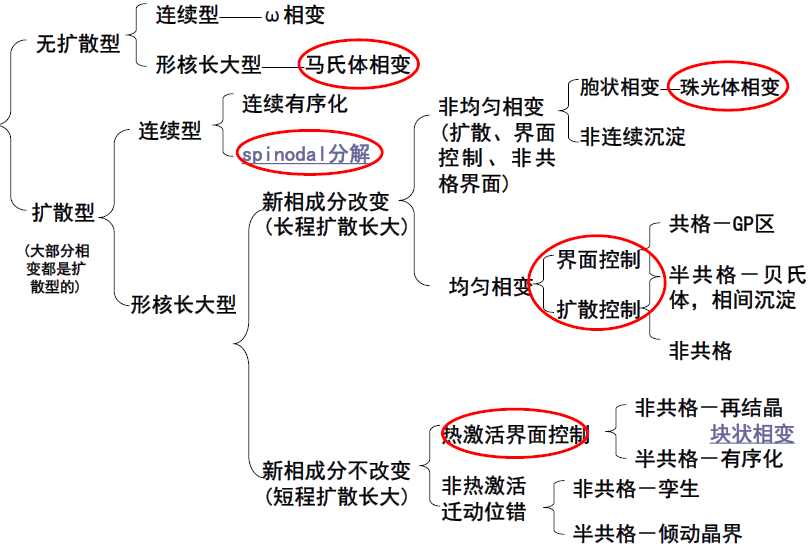 无扩散型
连续型—ω相变
形核长大型—马氏体相变
扩散型
(大部分相
变都是扩
散型的)
连续型
连续有序化
spinodal分解
形核长大型
新相成分改变
(长程扩散长大)
非均匀相变
(扩散、界面
控制、非共
格界面)
胞状相变—珠光体相变
非连续沉淀
均匀相变
界面控制
扩散控制
共格－GP区
半共格－贝氏
体，相间沉淀
非共格
新相成分不改变
(短程扩散长大)
热激活界面控制
非共格－再结晶
块状相变
半共格－有序化
非热激活
迁动位错
非共格－孪生
半共格－倾动晶界